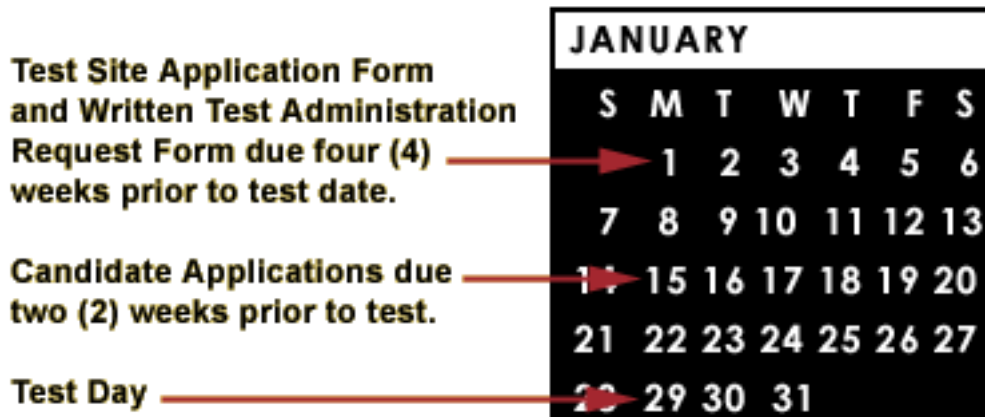 Test Site Application Form
and Written Test Administration
Request Form due four (4)
weeks prior to test date.
Candidate Applications due
two (2) weeks prior to test.
Test Day
JANUARY
S M T W T F S
1 2 3 4 5 6
7 8 9 10 11 12 13
14 15 16 17 18 19 20
21 22 23 24 25 26 27
28 29 30 31